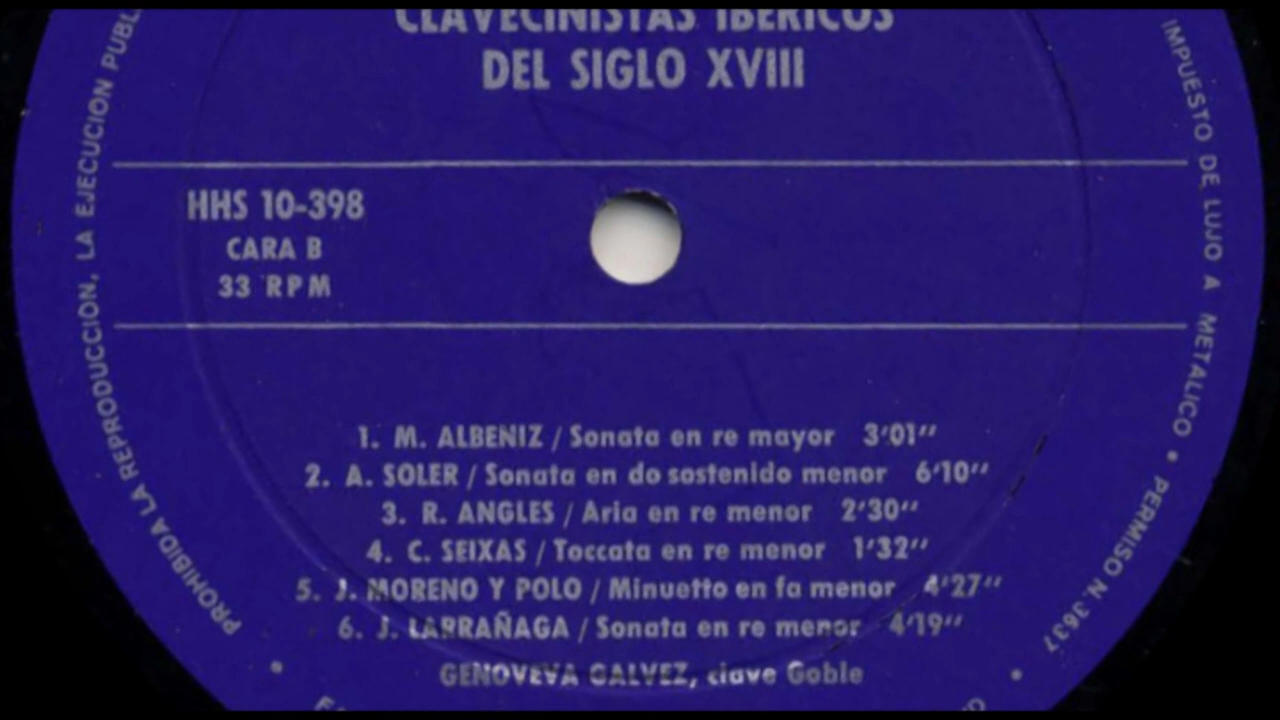 CLAVECINISTAS IBERICOS
DEL SIGLO XVIII
HHS 10-398
CARA B
33 RPM
1. M. ALBENIZ / Sonata en re mayor 3'01''
2. A. SOLER / Sonata en do sostenido menor 6'10''
3. R. ANGLES / Aria en re menor 2'30''
4. C. SEIXAS / Toccata en re menor 1'32''
5. J. MORENO Y POLO / Minuetto en fa menor 4'27''
6. J. LARRAÑAGA / Sonata en re menor 4'19''
GENOVEVA GALVEZ, clave Goble
PROHIBIDA LA REPRODUCCION, LA EJECUCION
IMPUESTO DE LUJO A METALICO • PERMISO N. 3637